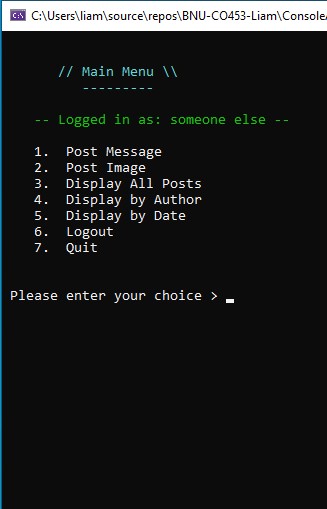 C:\Users\liam\source\repos\BNU-CO453-Liam\Console
// Main Menu \\
---------
-- Logged in as: someone else --
1. Post Message
2. Post Image
3. Display All Posts
4. Display by Author
5. Display by Date
6. Logout
7. Quit
Please enter your choice > _